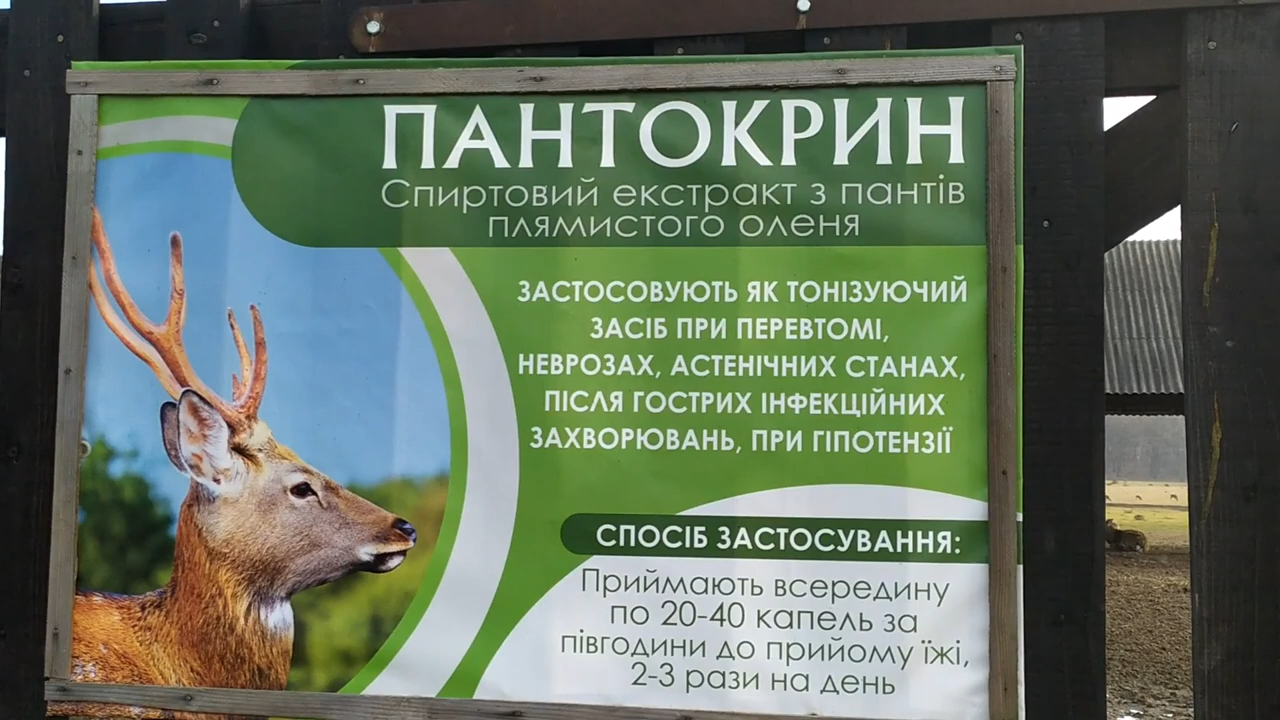 ПАНТОКРИН
Спиртовий екстракт з пантів
плямистого оленя
ЗАСТОСОВУЮТЬ ЯК ТОНІЗУЮЧИЙ
ЗАСІБ ПРИ ПЕРЕВТОМІ,
НЕВРОЗАХ, АСТЕНІЧНИХ СТАНАХ,
ПІСЛЯ ГОСТРИХ ІНФЕКЦІЙНИХ
ЗАХВОРЮВАНЬ, ПРИ ГІПОТЕНЗІЇ
СПОСІБ ЗАСТОСУВАННЯ:
Приймають всередину
по 20-40 капель за
півгодини до прийому їжі,
2-3 рази на день